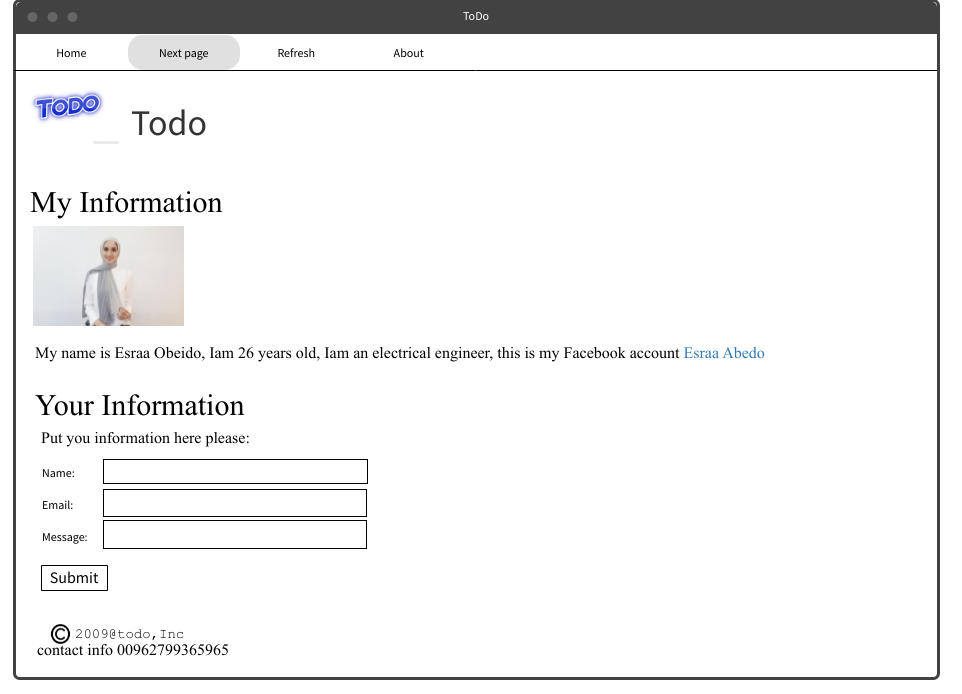 ToDo
Home Next page Refresh About
TODO Todo
My Information
My name is Esraa Obeido, Iam 26 years old, Iam an electrical engineer, this is my Facebook account Esraa Abedo
Your Information
Put you information here please:
Name:
Email:
Message:
Submit
© 2009@todo,Inc
contact info 00962799365965